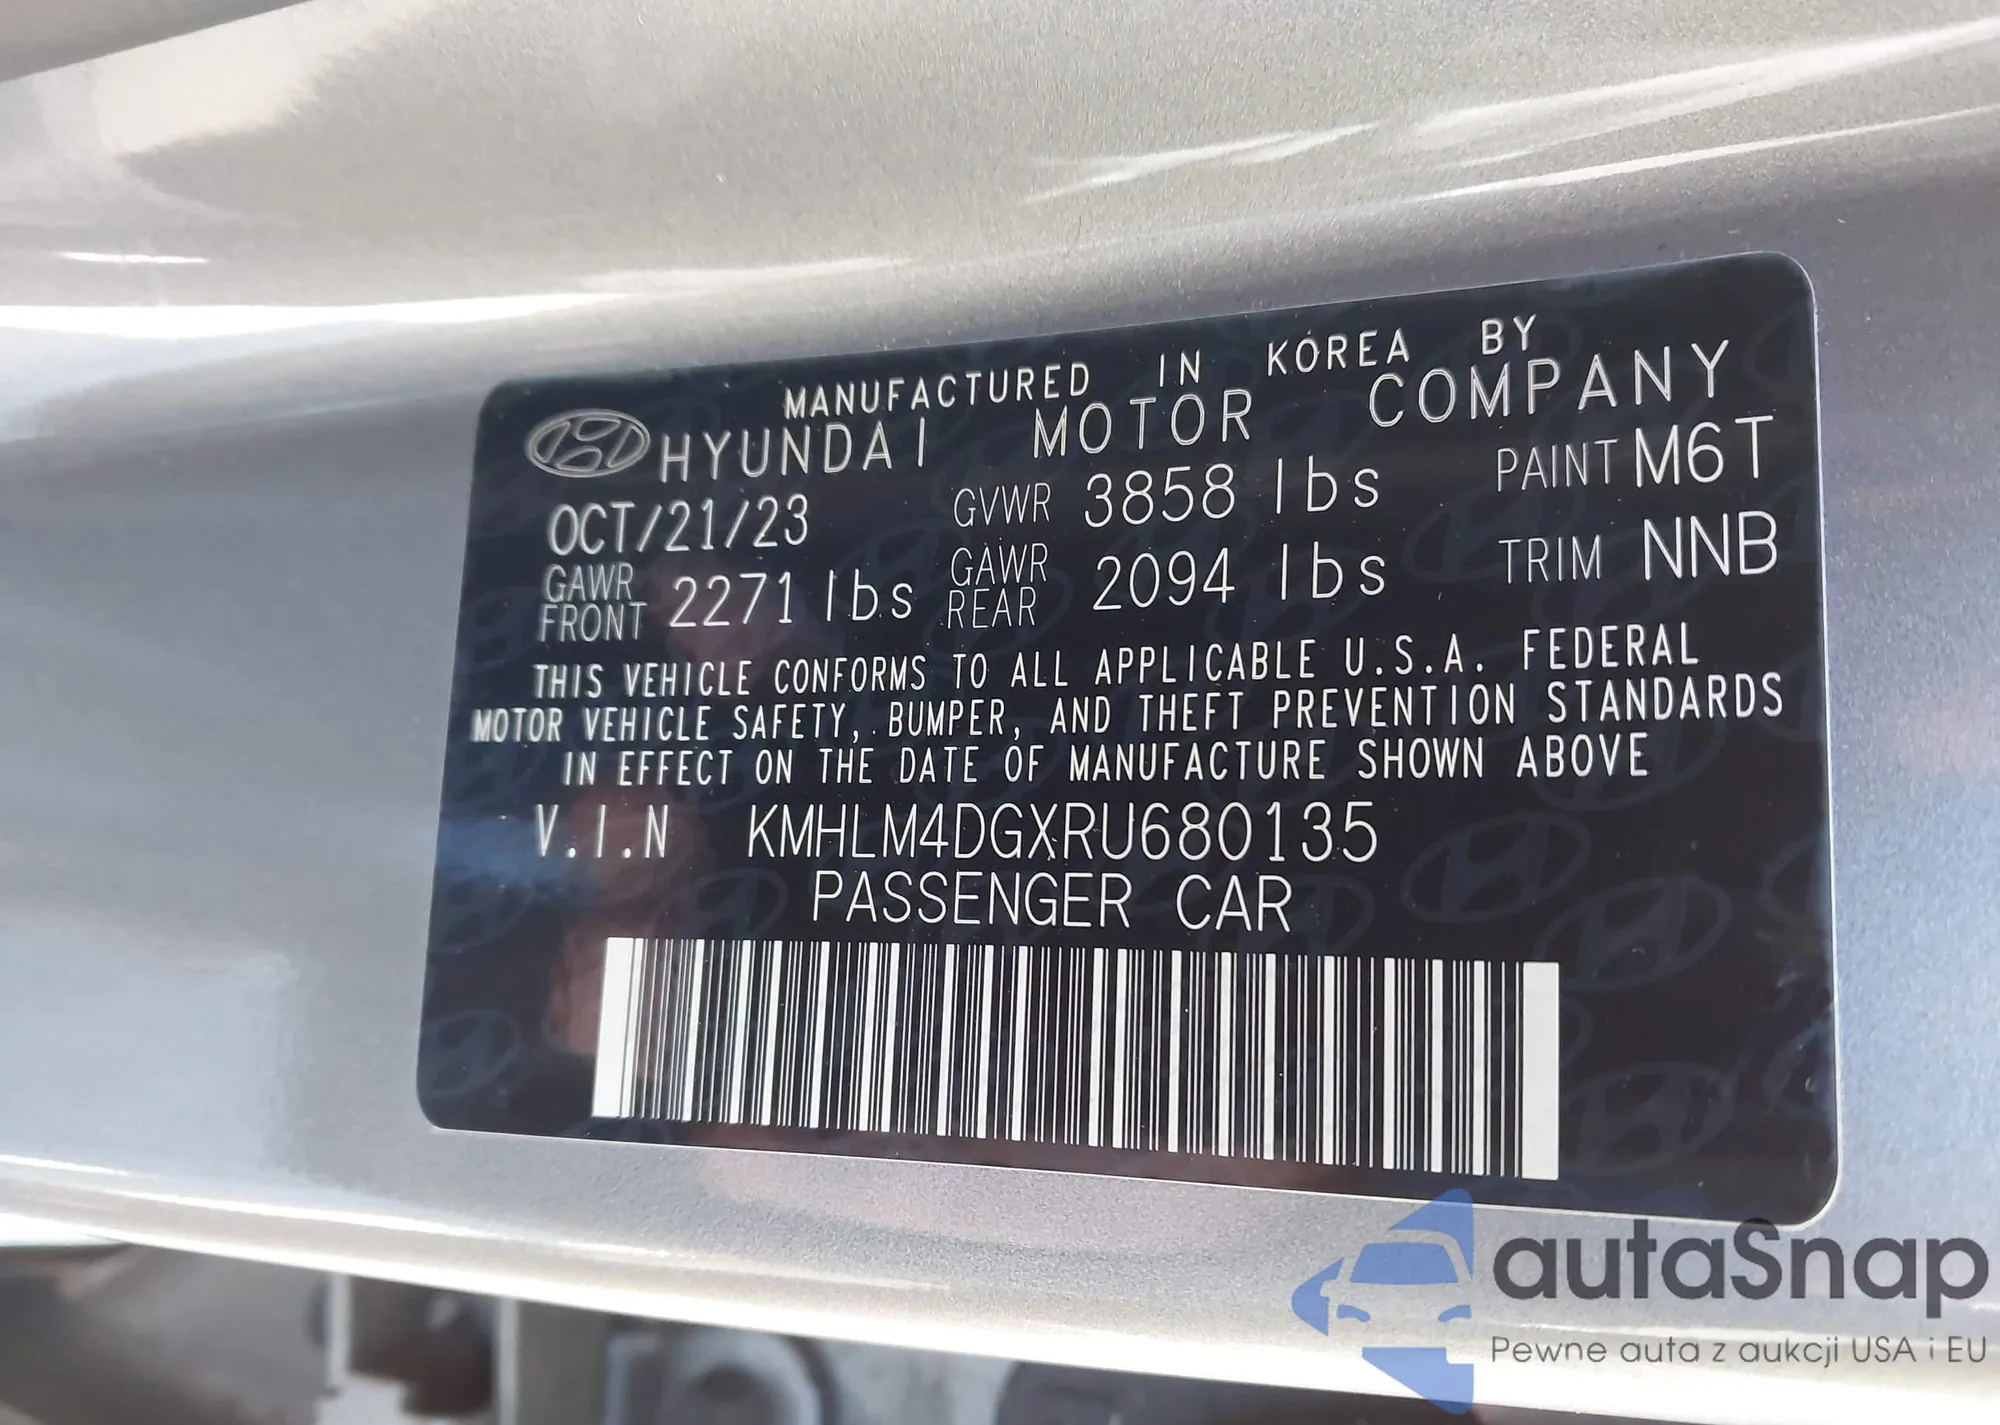 MANUFACTURED IN KOREA BY
HYUNDAI MOTOR COMPANY
OCT/21/23 GVWR 3858 lbs PAINT M6T
GAWR FRONT 2271 lbs GAWR REAR 2094 lbs TRIM NNB
THIS VEHICLE CONFORMS TO ALL APPLICABLE U.S.A. FEDERAL
MOTOR VEHICLE SAFETY, BUMPER, AND THEFT PREVENTION STANDARDS
IN EFFECT ON THE DATE OF MANUFACTURE SHOWN ABOVE
V.I.N KMHLM4DGXRU680135
PASSENGER CAR
autaSnap
Pewne auta z aukcji USA i EU